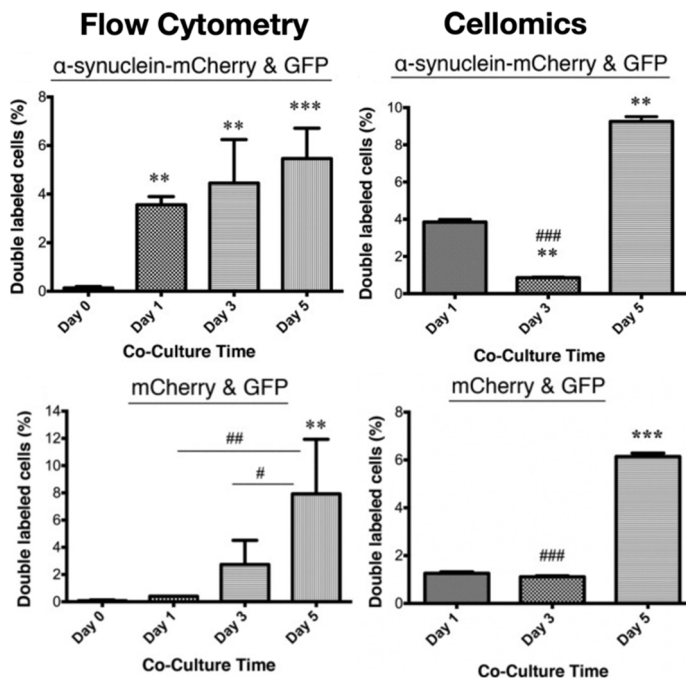 Flow Cytometry
α-synuclein-mCherry & GFP
Double labeled cells (%)
8
6
4
2
0
**
**
***
Day 0
Day 1
Day 3
Day 5
Co-Culture Time
Cellomics
α-synuclein-mCherry & GFP
Double labeled cells (%)
10
8
6
4
2
0
###
**
**
Day 1
Day 3
Day 5
Co-Culture Time
mCherry & GFP
Double labeled cells (%)
14
12
10
8
6
4
2
0
##
#
**
Day 0
Day 1
Day 3
Day 5
Co-Culture Time
mCherry & GFP
Double labeled cells (%)
8
6
4
2
0
###
***
Day 1
Day 3
Day 5
Co-Culture Time